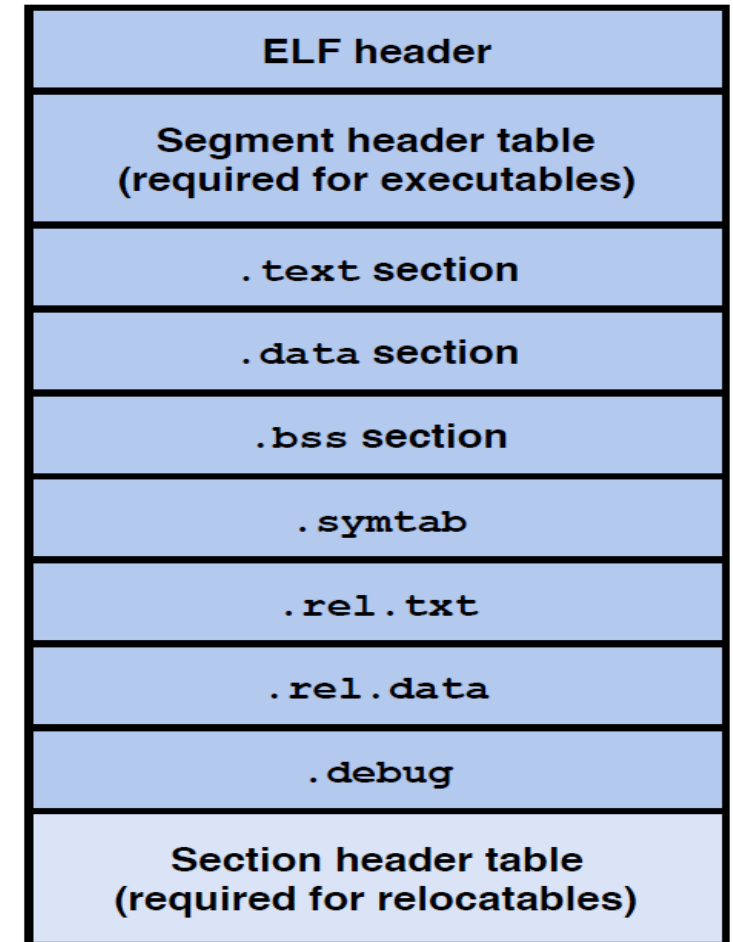 ELF header
Segment header table
(required for executables)
.text section
.data section
.bss section
.symtab
.rel.txt
.rel.data
.debug
Section header table
(required for relocatables)